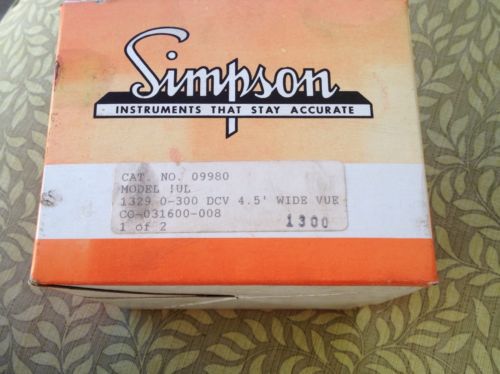 Simpson
INSTRUMENTS THAT STAY ACCURATE
CAT. NO. 09980
MODEL !UL
1329 0-300 DCV 4.5' WIDE VUE
CG-031600-008
1 of 2 1300